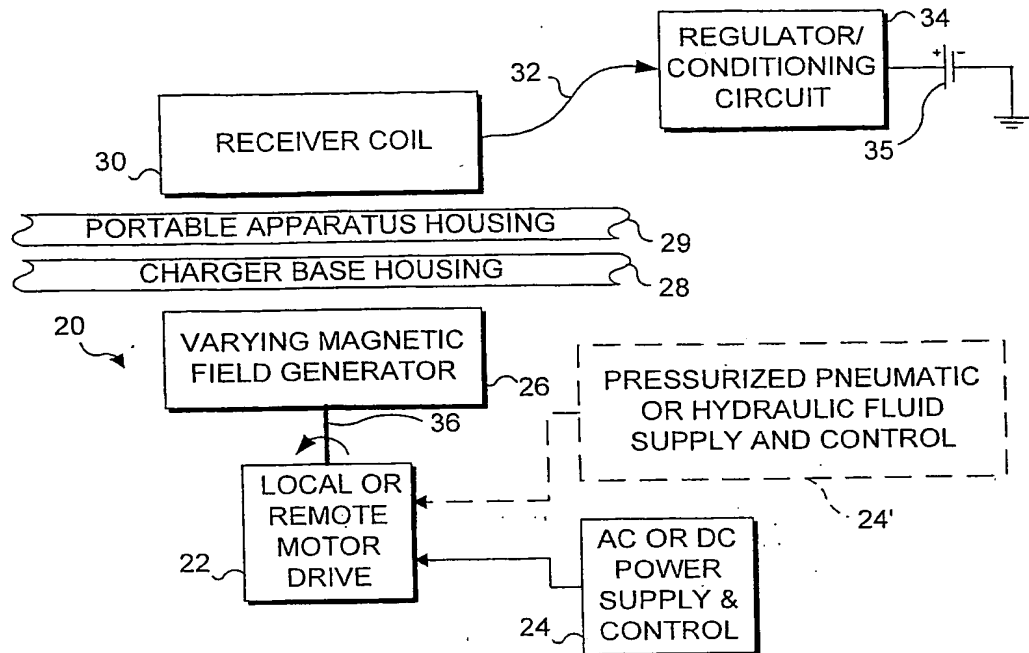 34
REGULATOR/
CONDITIONING
CIRCUIT
+ -
35
32
RECEIVER COIL
30
PORTABLE APPARATUS HOUSING
29
CHARGER BASE HOUSING
28
20
VARYING MAGNETIC
FIELD GENERATOR
26
36
PRESSURIZED PNEUMATIC
OR HYDRAULIC FLUID
SUPPLY AND CONTROL
24'
LOCAL OR
REMOTE
MOTOR
DRIVE
22
AC OR DC
POWER
SUPPLY &
CONTROL
24